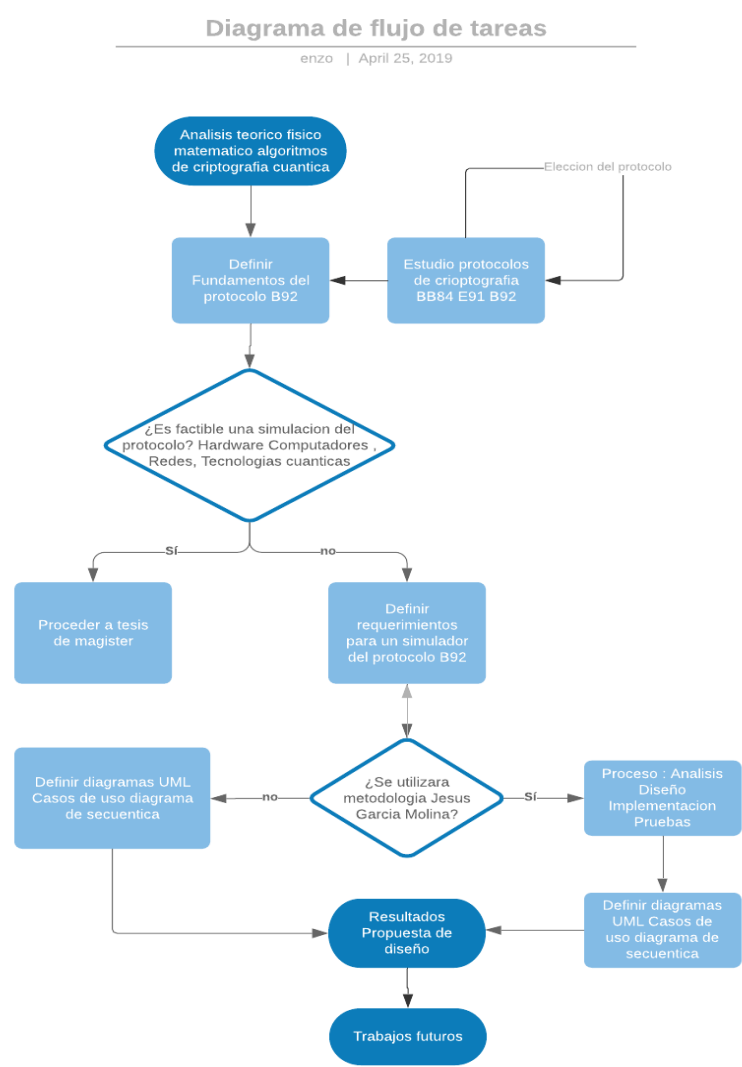 Diagrama de flujo de tareas
enzo | April 25, 2019
Analisis teorico fisico
matematico algoritmos
de criptografia cuantica
Eleccion del protocolo
Definir
Fundamentos del
protocolo B92
Estudio protocolos
de crioptografia
BB84 E91 B92
¿Es factible una simulacion del
protocolo? Hardware Computadores ,
Redes, Tecnologias cuanticas
Sí
no
Proceder a tesis
de magister
Definir
requerimientos
para un simulador
del protocolo B92
Definir diagramas UML
Casos de uso diagrama
de secuentica
no
¿Se utilizara
metodologia Jesus
Garcia Molina?
Sí
Proceso : Analisis
Diseño
Implementacion
Pruebas
Resultados
Propuesta de
diseño
Definir diagramas
UML Casos de
uso diagrama de
secuentica
Trabajos futuros